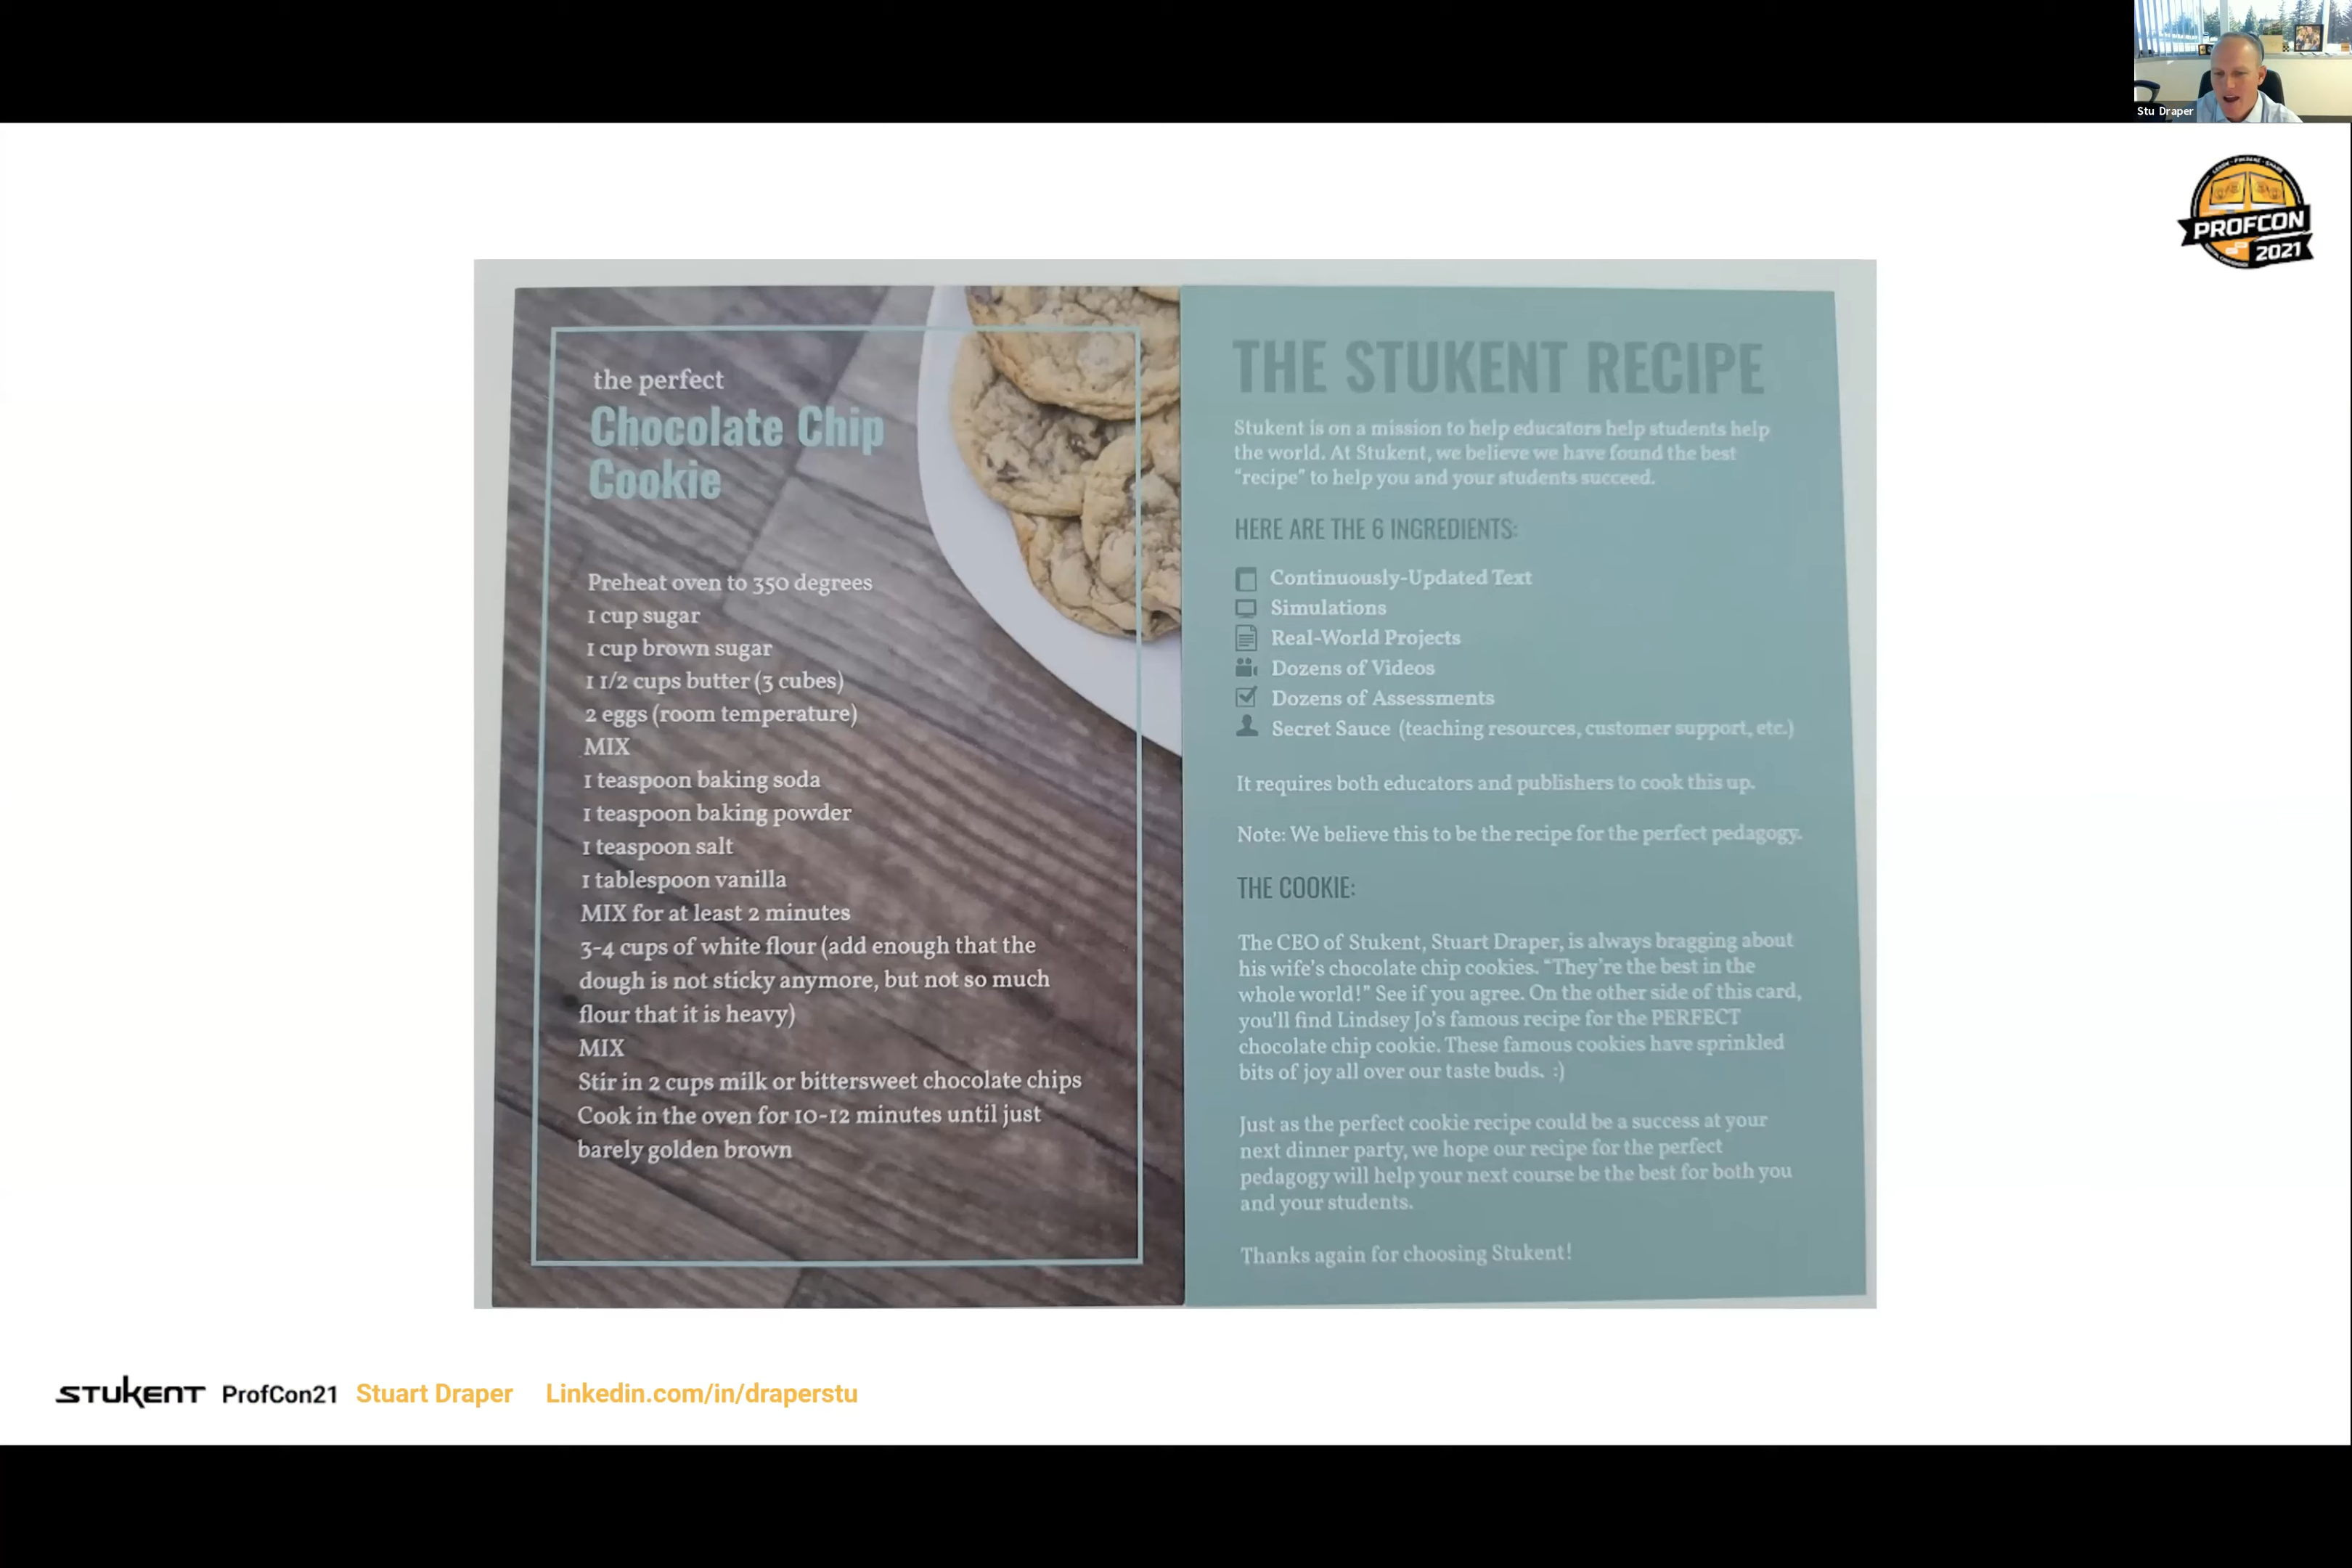 Stu Draper
PROFCON
2021
the perfect
Chocolate Chip
Cookie
Preheat oven to 350 degrees
1 cup sugar
1 cup brown sugar
1 1/2 cups butter (3 cubes)
2 eggs (room temperature)
MIX
1 teaspoon baking soda
1 teaspoon baking powder
1 teaspoon salt
1 tablespoon vanilla
MIX for at least 2 minutes
3-4 cups of white flour (add enough that the
dough is not sticky anymore, but not so much
flour that it is heavy)
MIX
Stir in 2 cups milk or bittersweet chocolate chips
Cook in the oven for 10-12 minutes until just
barely golden brown
THE STUKENT RECIPE
Stukent is on a mission to help educators help students help
the world. At Stukent, we believe we have found the best
“recipe” to help you and your students succeed.
HERE ARE THE 6 INGREDIENTS:
Continuously-Updated Text
Simulations
Real-World Projects
Dozens of Videos
Dozens of Assessments
Secret Sauce (teaching resources, customer support, etc.)
It requires both educators and publishers to cook this up.
Note: We believe this to be the recipe for the perfect pedagogy.
THE COOKIE:
The CEO of Stukent, Stuart Draper, is always bragging about
his wife's chocolate chip cookies. “They're the best in the
whole world!” See if you agree. On the other side of this card,
you'll find Lindsey Jo's famous recipe for the PERFECT
chocolate chip cookie. These famous cookies have sprinkled
bits of joy all over our taste buds. :)
Just as the perfect cookie recipe could be a success at your
next dinner party, we hope our recipe for the perfect
pedagogy will help your next course be the best for both you
and your students.
Thanks again for choosing Stukent!
STUKENT ProfCon21 Stuart Draper Linkedin.com/in/draperstu